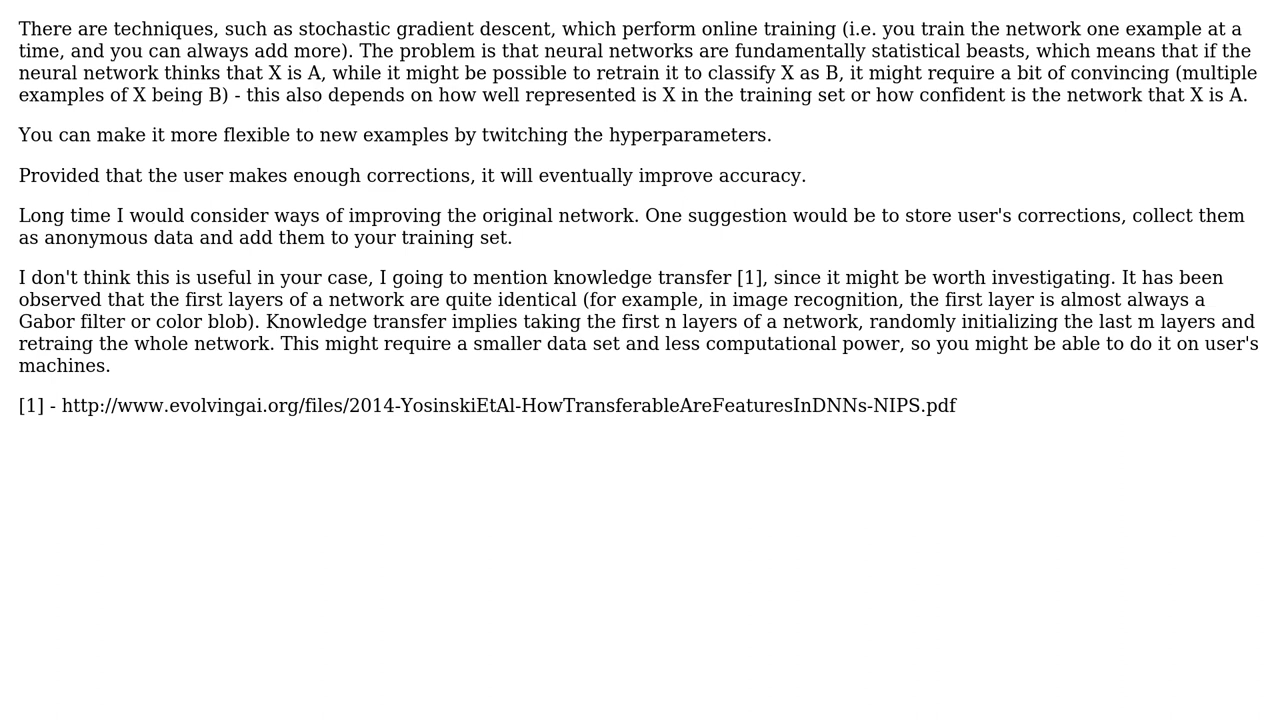 There are techniques, such as stochastic gradient descent, which perform online training (i.e. you train the network one example at a
time, and you can always add more). The problem is that neural networks are fundamentally statistical beasts, which means that if the
neural network thinks that X is A, while it might be possible to retrain it to classify X as B, it might require a bit of convincing (multiple
examples of X being B) - this also depends on how well represented is X in the training set or how confident is the network that X is A.
You can make it more flexible to new examples by twitching the hyperparameters.
Provided that the user makes enough corrections, it will eventually improve accuracy.
Long time I would consider ways of improving the original network. One suggestion would be to store user's corrections, collect them
as anonymous data and add them to your training set.
I don't think this is useful in your case, I going to mention knowledge transfer [1], since it might be worth investigating. It has been
observed that the first layers of a network are quite identical (for example, in image recognition, the first layer is almost always a
Gabor filter or color blob). Knowledge transfer implies taking the first n layers of a network, randomly initializing the last m layers and
retraing the whole network. This might require a smaller data set and less computational power, so you might be able to do it on user's
machines.
[1] - http://www.evolvingai.org/files/2014-YosinskiEtAl-HowTransferableAreFeaturesInDNNs-NIPS.pdf